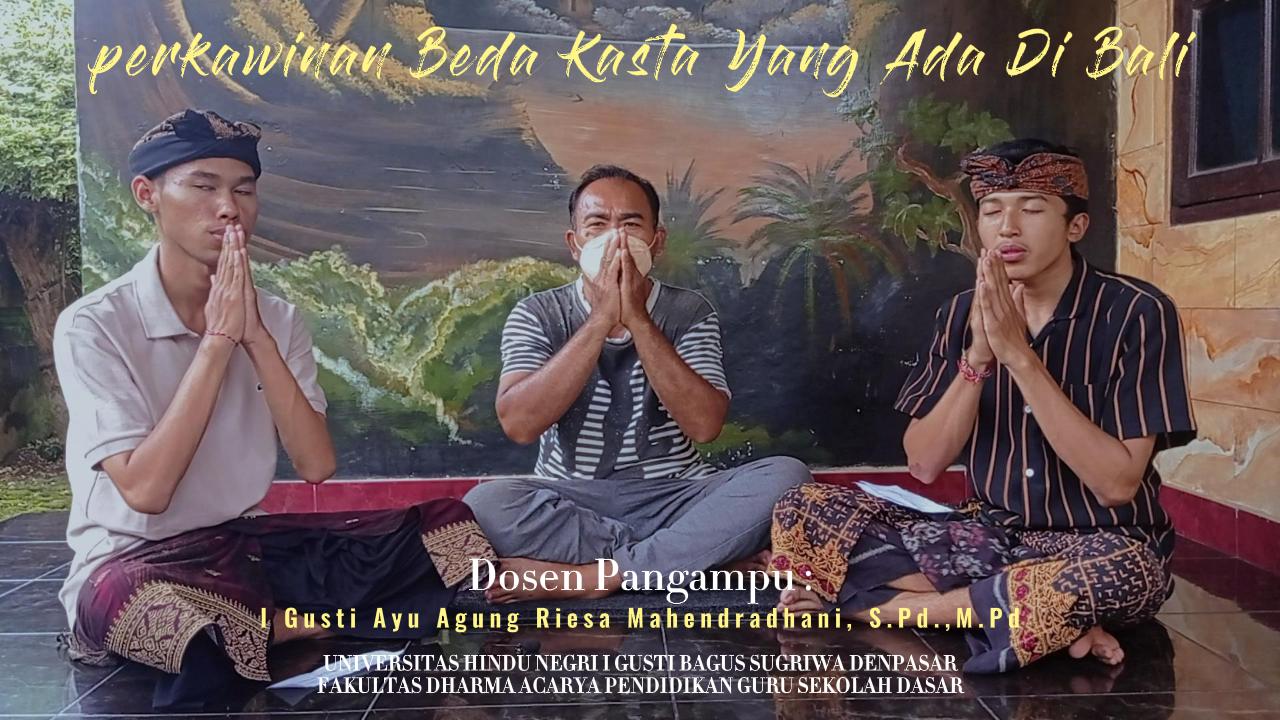 perkawinan Beda Kasta Yang Ada Di Bali
Dosen Pangampu :
I Gusti Ayu Agung Riesa Mahendradhani, S.Pd.,M.Pd
UNIVERSITAS HINDU NEGRI I GUSTI BAGUS SUGRIWA DENPASAR
FAKULTAS DHARMA ACARYA PENDIDIKAN GURU SEKOLAH DASAR